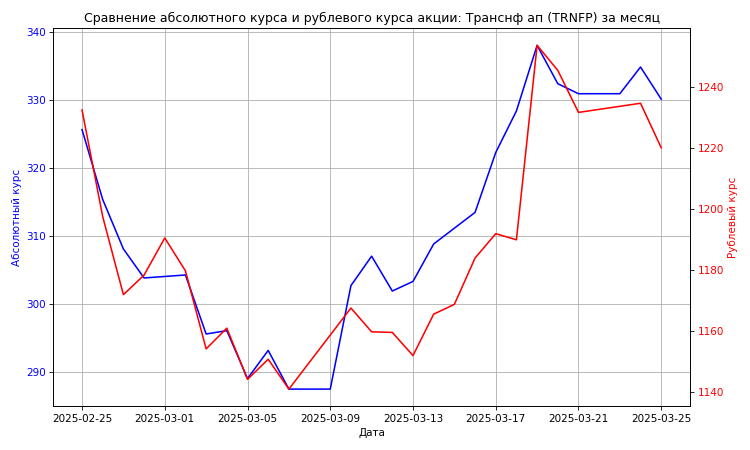 Сравнение абсолютного курса и рублевого курса акции: Транснф ап (TRNFP) за месяц
340
330
320
310
300
290
Абсолютный курс
1240
1220
1200
1180
1160
1140
Рублевый курс
2025-02-25 2025-03-01 2025-03-05 2025-03-09 2025-03-13 2025-03-17 2025-03-21 2025-03-25
Дата